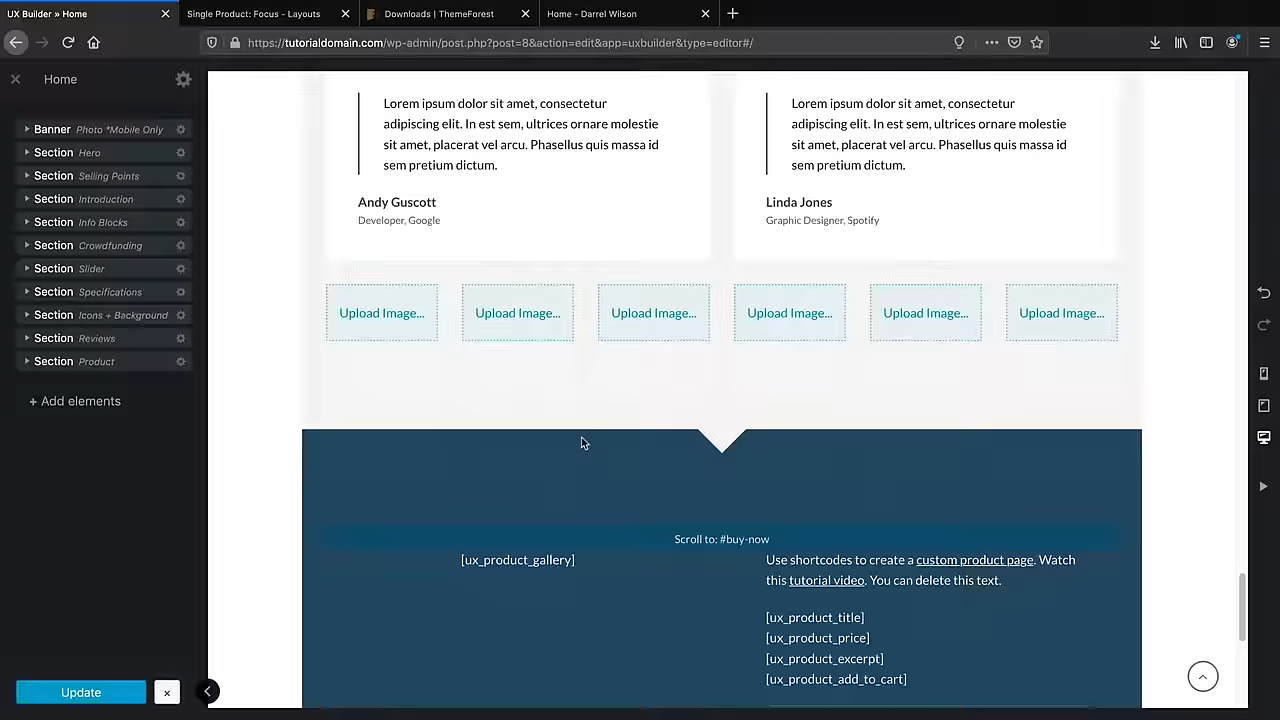 UX Builder » Home
Single Product: Focus - Layouts
Downloads | ThemeForest
Home - Darrel Wilson
https://tutorialdomain.com/wp-admin/post.php?post=8&action=edit&app=uxbuilder&type=editor#/
Home
Banner Photo *Mobile Only
Section Hero
Section Selling Points
Section Introduction
Section Info Blocks
Section Crowdfunding
Section Slider
Section Specifications
Section Icons + Background
Section Reviews
Section Product
+ Add elements
Update
Lorem ipsum dolor sit amet, consectetur
adipiscing elit. In est sem, ultrices ornare molestie
sit amet, placerat vel arcu. Phasellus quis massa id
sem pretium dictum.
Andy Guscott
Developer, Google
Lorem ipsum dolor sit amet, consectetur
adipiscing elit. In est sem, ultrices ornare molestie
sit amet, placerat vel arcu. Phasellus quis massa id
sem pretium dictum.
Linda Jones
Graphic Designer, Spotify
Upload Image...
Upload Image...
Upload Image...
Upload Image...
Upload Image...
Upload Image...
Scroll to: #buy-now
[ux_product_gallery]
Use shortcodes to create a custom product page. Watch
this tutorial video. You can delete this text.
[ux_product_title]
[ux_product_price]
[ux_product_excerpt]
[ux_product_add_to_cart]